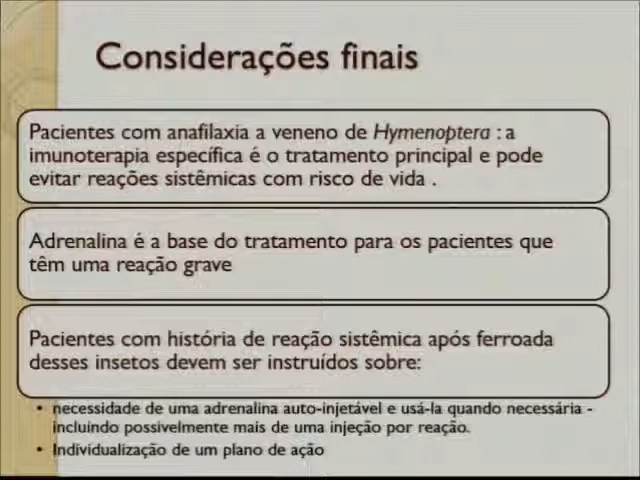 Considerações finais
Pacientes com anafilaxia a veneno de Hymenoptera : a
imunoterapia específica é o tratamento principal e pode
evitar reações sistêmicas com risco de vida .
Adrenalina é a base do tratamento para os pacientes que
têm uma reação grave
Pacientes com história de reação sistêmica após ferroada
desses insetos devem ser instruídos sobre:
• necessidade de uma adrenalina auto-injetável e usá-la quando necessária -
incluindo possivelmente mais de uma injeção por reação.
• Individualização de um plano de ação